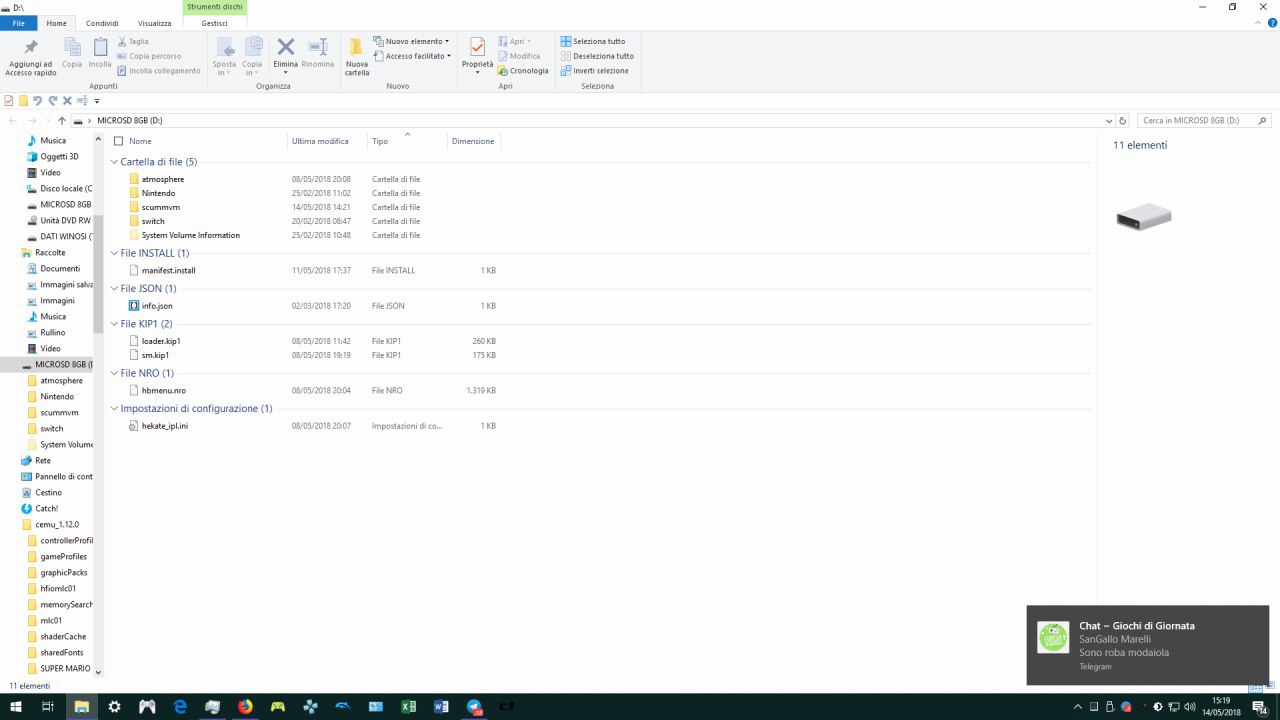 D:\
Strumenti dischi
File
Home
Condividi
Visualizza
Gestisci
Aggiungi ad
Accesso rapido
Copia
Incolla
Taglia
Copia percorso
Incolla collegamento
Appunti
Sposta
in
Copia
in
Elimina
Rinomina
Organizza
Nuova
cartella
Nuovo elemento
Accesso facilitato
Nuovo
Proprietà
Apri
Modifica
Cronologia
Apri
Seleziona tutto
Deseleziona tutto
Inverti selezione
Seleziona
MICROSD 8GB (D:)
Cerca in MICROSD 8GB (D:)
Musica
Oggetti 3D
Video
Disco locale (C
MICROSD 8GB
Unità DVD RW
DATI WINOSI (
Raccolte
Documenti
Immagini salva
Immagini
Musica
Rullino
Video
MICROSD 8GB (D
atmosphere
Nintendo
scummvm
switch
System Volume
Rete
Pannello di cont
Cestino
Catch!
cemu_1.12.0
controllerProfil
gameProfiles
graphicPacks
hfiomlc01
memorySearch
mlc01
shaderCache
sharedFonts
SUPER MARIO
Nome Ultima modifica Tipo Dimensione
Cartella di file (5)
atmosphere 08/05/2018 20:08 Cartella di file
Nintendo 25/02/2018 11:02 Cartella di file
scummvm 14/05/2018 14:21 Cartella di file
switch 20/02/2018 08:47 Cartella di file
System Volume Information 25/02/2018 10:48 Cartella di file
File INSTALL (1)
manifest.install 11/05/2018 17:37 File INSTALL 1 KB
File JSON (1)
info.json 02/03/2018 17:20 File JSON 1 KB
File KIP1 (2)
loader.kip1 08/05/2018 11:42 File KIP1 260 KB
sm.kip1 08/05/2018 19:19 File KIP1 175 KB
File NRO (1)
hbmenu.nro 08/05/2018 20:04 File NRO 1.319 KB
Impostazioni di configurazione (1)
hekate_ipl.ini 08/05/2018 20:07 Impostazioni di co... 1 KB
11 elementi
Chat ~ Giochi di Giornata
SanGallo Marelli
Sono roba modaiola
Telegram
11 elementi
15:19
14/05/2018
14